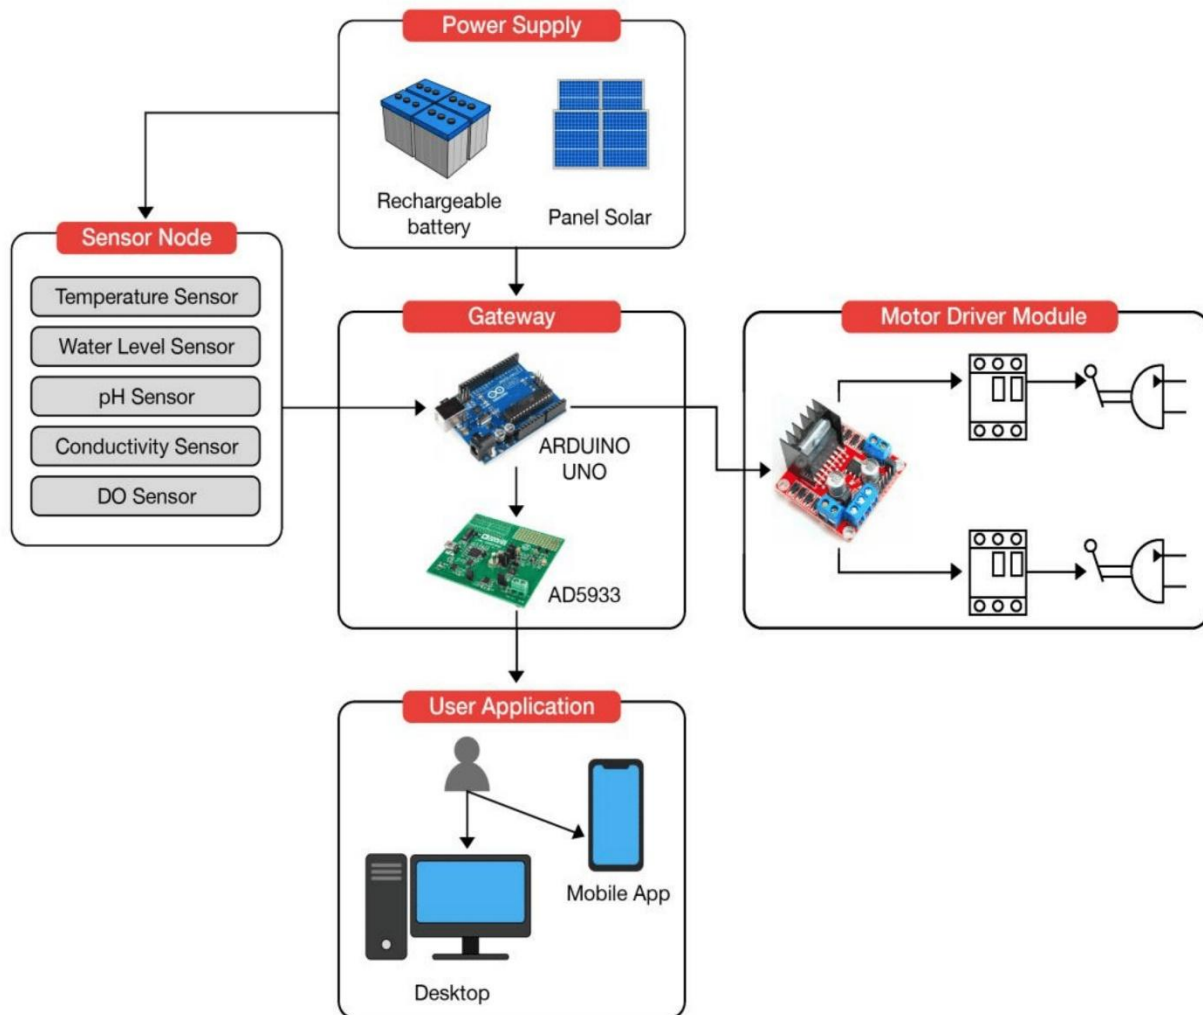 Power Supply
Rechargeable
battery
Panel Solar
Sensor Node
Temperature Sensor
Water Level Sensor
pH Sensor
Conductivity Sensor
DO Sensor
Gateway
ARDUINO
UNO
AD5933
Motor Driver Module
User Application
Mobile App
Desktop